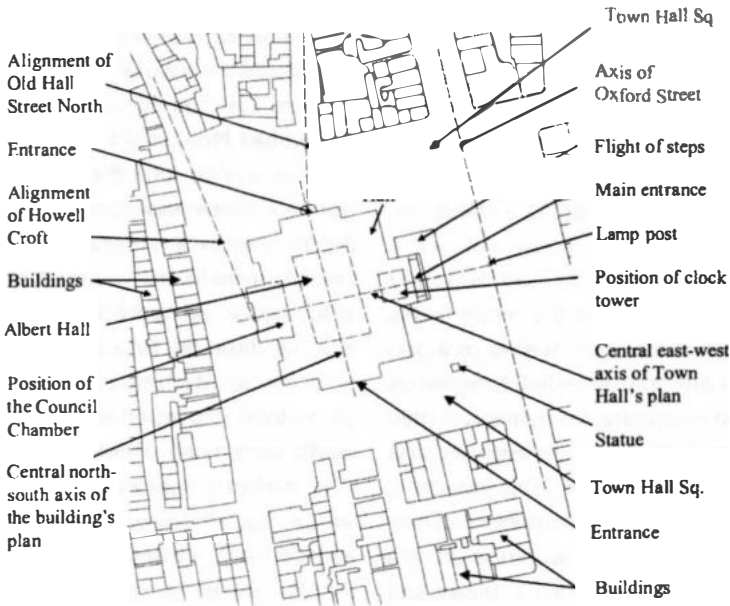 Town Hall Sq
Alignment of
Old Hall
Street North
Axis of
Oxford Street
Entrance
Flight of steps
Alignment
of Howell
Croft
Main entrance
Lamp post
Buildings
Position of clock
tower
Albert Hall
Central east-west
axis of Town
Hall's plan
Position of
the Council
Chamber
Statue
Central north-
south axis of
the building's
plan
Town Hall Sq.
Entrance
Buildings